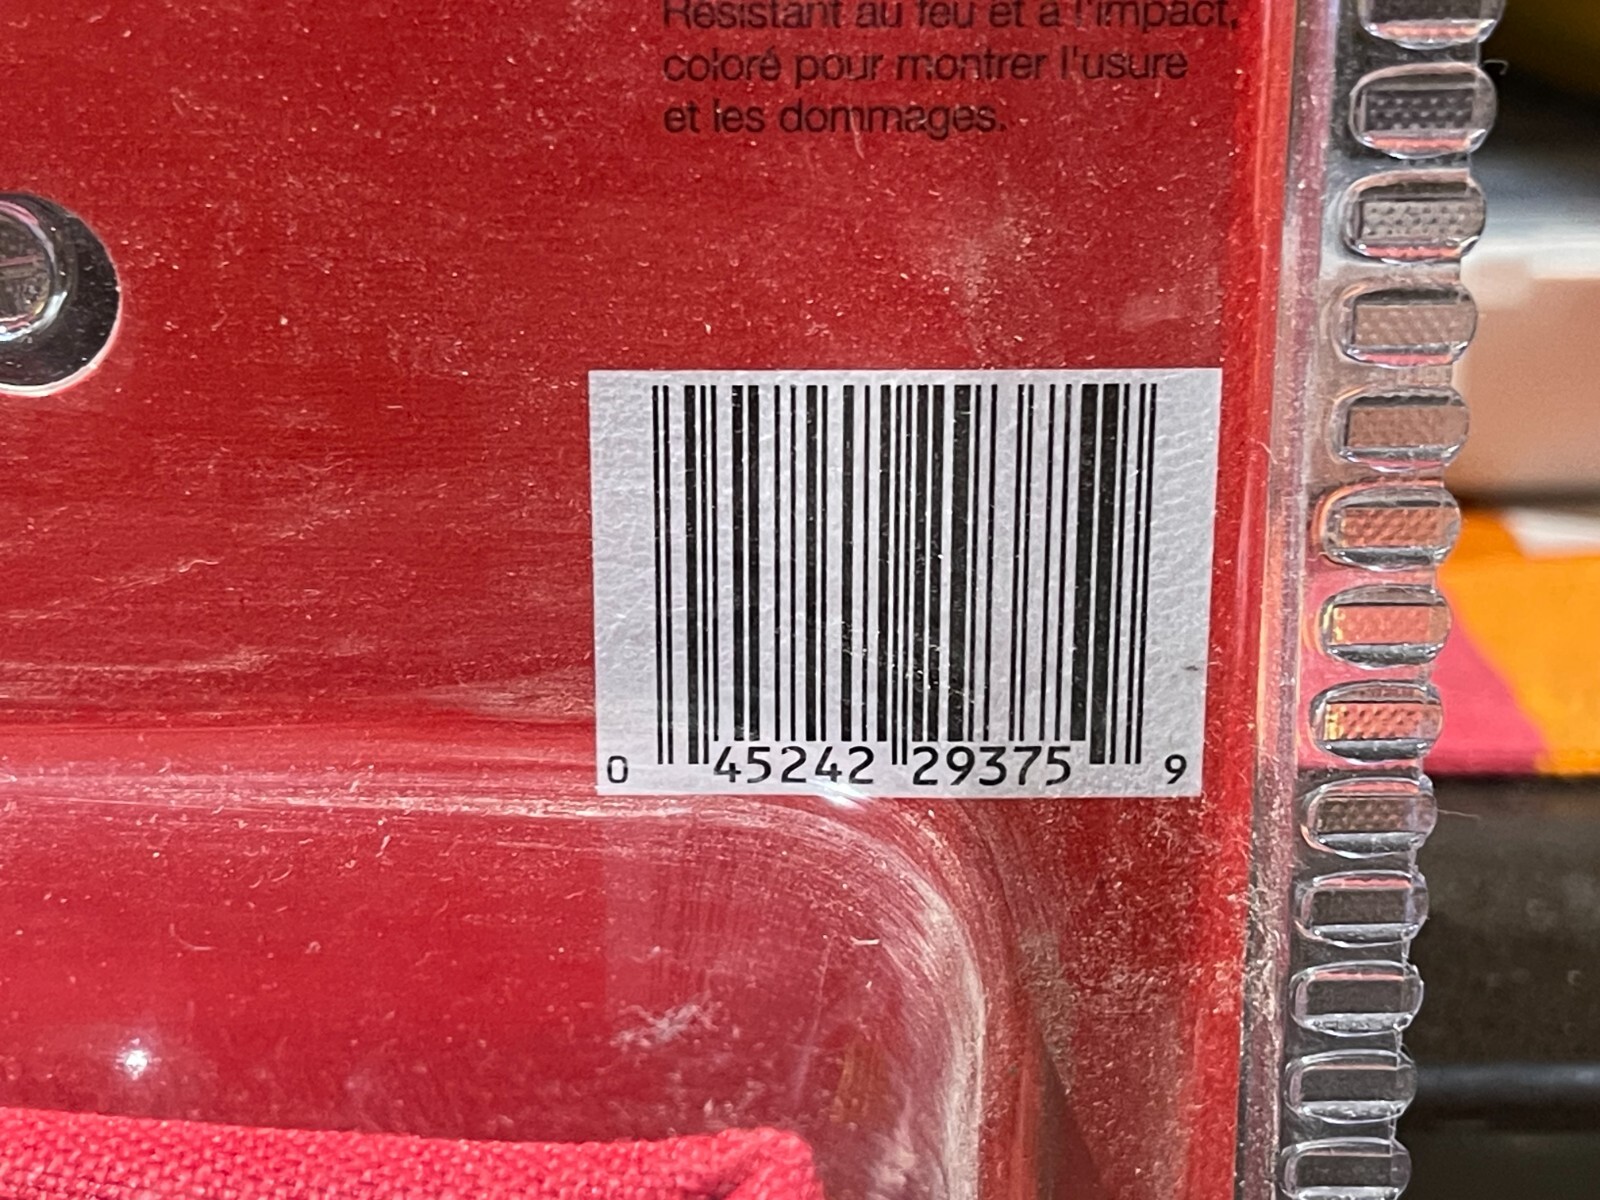 Résistant au feu et à l'impact,
coloré pour montrer l'usure
et les dommages.
0 45242 29375 9